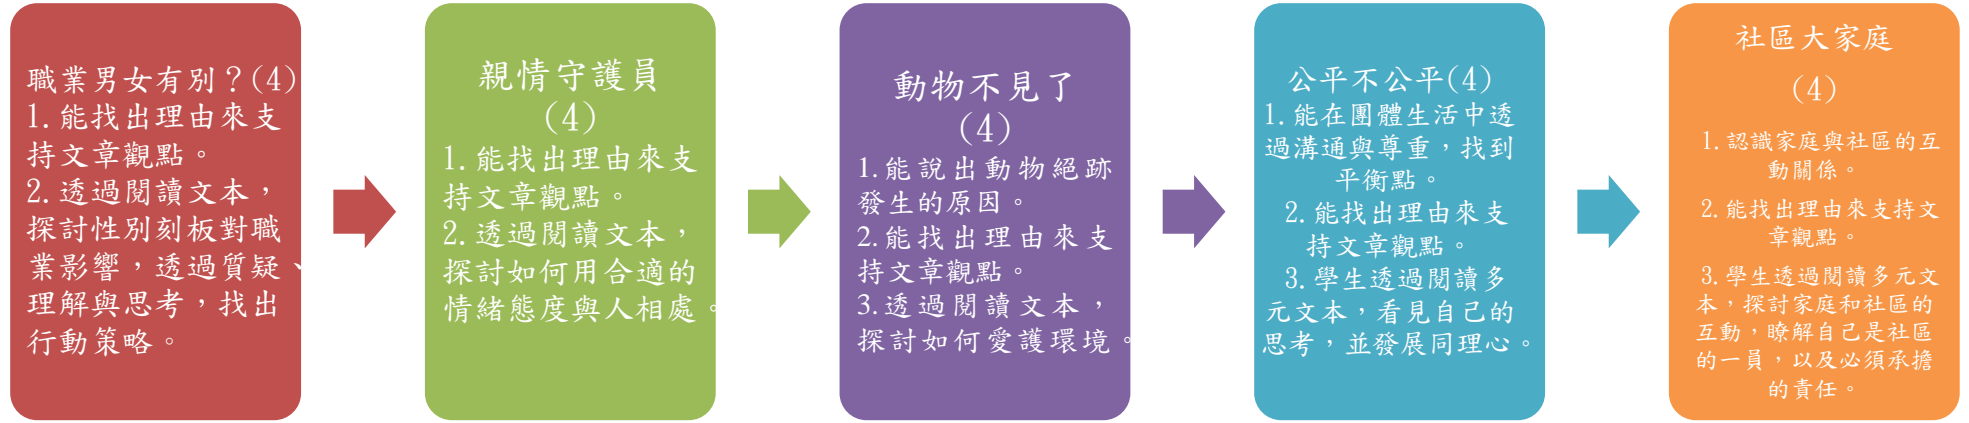 職業男女有別？(4)
1.能找出理由來支
持文章觀點。
2.透過閱讀文本，
探討性別刻板對職
業影響，透過質疑、
理解與思考，找出
行動策略。
親情守護員
(4)
1.能找出理由來支
持文章觀點。
2.透過閱讀文本，
探討如何用合適的
情緒態度與人相處。
動物不見了
(4)
1.能說出動物絕跡
發生的原因。
2.能找出理由來支
持文章觀點。
3.透過閱讀文本，
探討如何愛護環境。
公平不公平(4)
1.能在團體生活中透
過溝通與尊重，找到
平衡點。
2.能找出理由來支
持文章觀點。
3.學生透過閱讀多
元文本，看見自己的
思考，並發展同理心。
社區大家庭
(4)
1.認識家庭與社區的互
動關係。
2.能找出理由來支持文
章觀點。
3.學生透過閱讀多元文
本，探討家庭和社區的
互動，瞭解自己是社區
的一員，以及必須承擔
的責任。